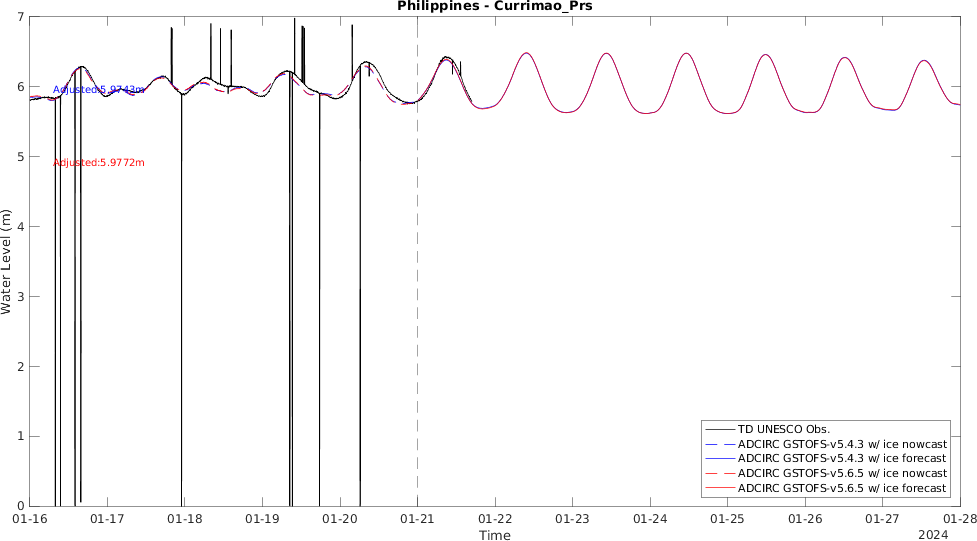 Philippines - Currimao_Prs
7
6
5
4
3
2
1
0
Water Level (m)
Adjusted:5.9743m
Adjusted:5.9772m
TD UNESCO Obs.
ADCIRC GSTOFS-v5.4.3 w/ ice nowcast
ADCIRC GSTOFS-v5.4.3 w/ ice forecast
ADCIRC GSTOFS-v5.6.5 w/ ice nowcast
ADCIRC GSTOFS-v5.6.5 w/ ice forecast
01-16 01-17 01-18 01-19 01-20 01-21 01-22 01-23 01-24 01-25 01-26 01-27 01-28
Time
2024